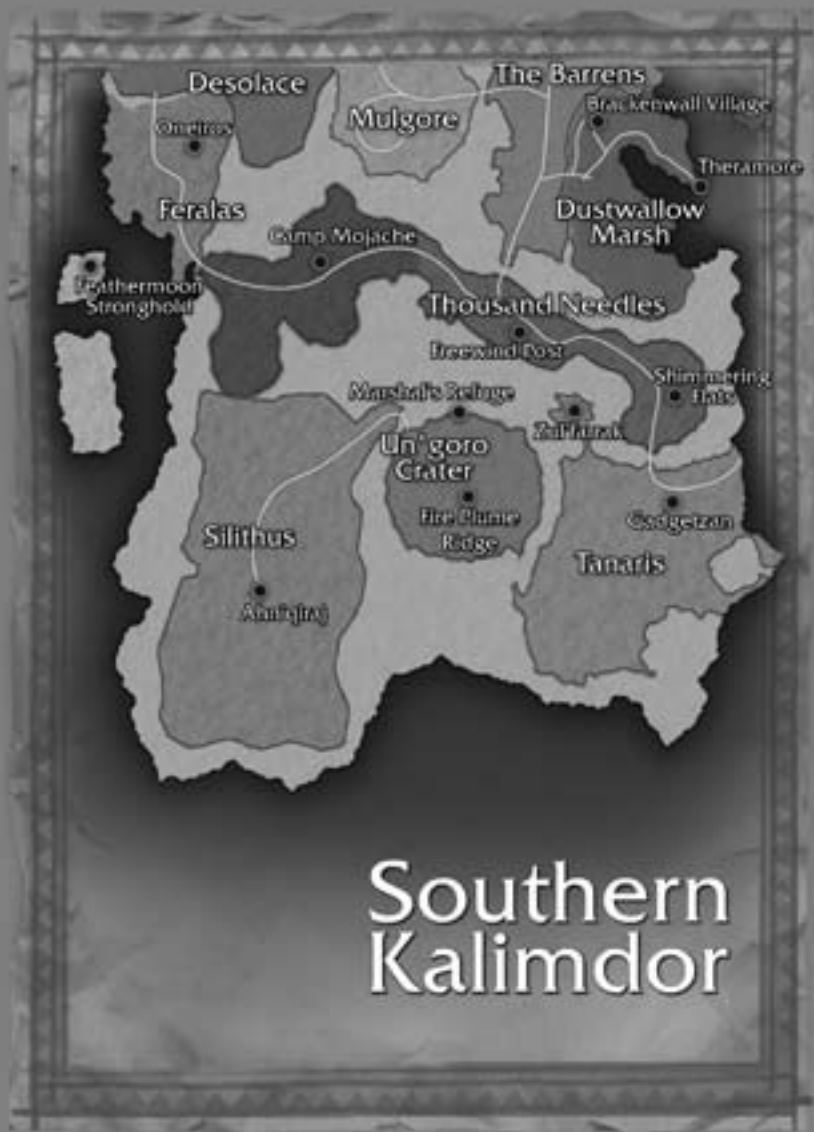 Desolace
The Barrens
Brackenwall Village
Mulgore
Oneiros
Theramore
Feralas
Dustwallow
Marsh
Camp Mojache
Feathermoon
Stronghold
Thousand Needles
Freewind Post
Shimmering
Flats
Marshal's Refuge
Zul'Farrak
Un'goro
Crater
Fire Plume
Ridge
Gadgetzan
Silithus
Tanaris
Ahn'qiraj
Southern
Kalimdor